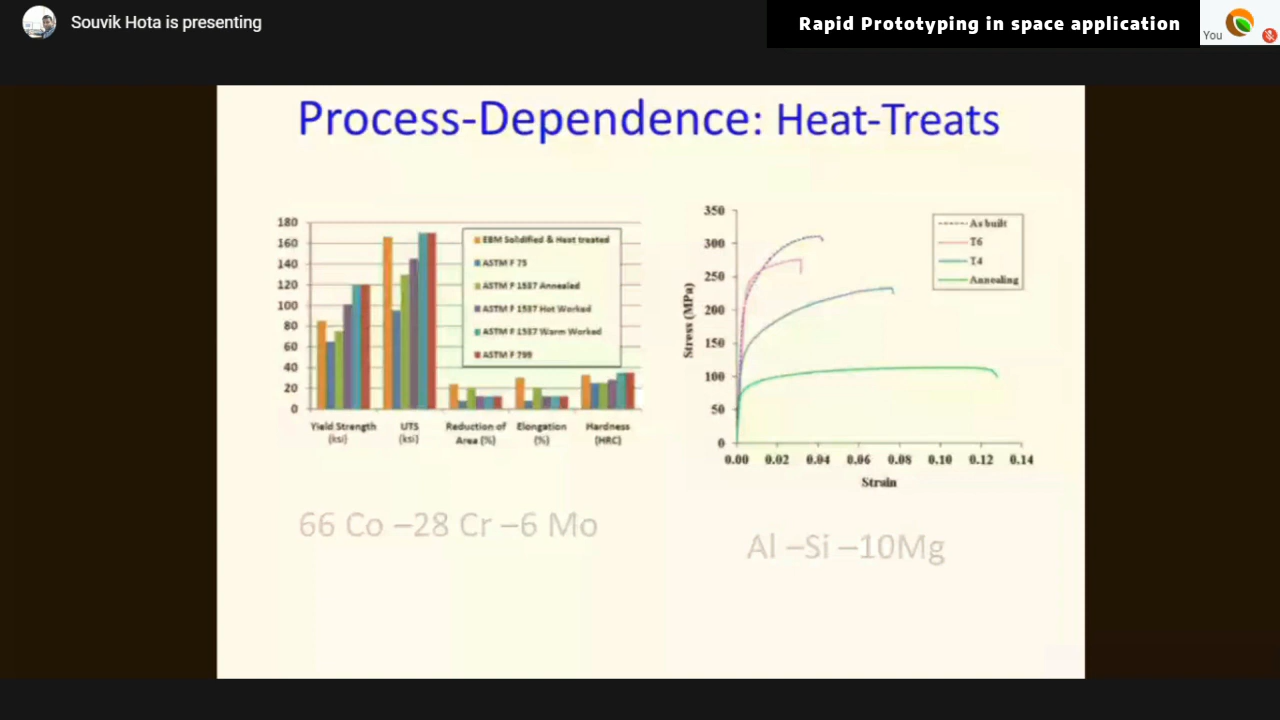 Souvik Hota is presenting
Rapid Prototyping in space application
You
Process-Dependence: Heat-Treats
180
160
140
120
100
80
60
40
20
0
EBM Solidified & Heat treated
ASTM F 75
ASTM F 1537 Annealed
ASTM F 1537 Hot Worked
ASTM F 1537 Warm Worked
ASTM F 799
Yield Strength (ksi)
UTS (ksi)
Reduction of Area (%)
Elongation (%)
Hardness (HRC)
66 Co –28 Cr –6 Mo
350
300
250
200
150
100
50
0
Stress (MPa)
As built
T6
T4
Annealing
0.00 0.02 0.04 0.06 0.08 0.10 0.12 0.14
Strain
Al –Si –10Mg